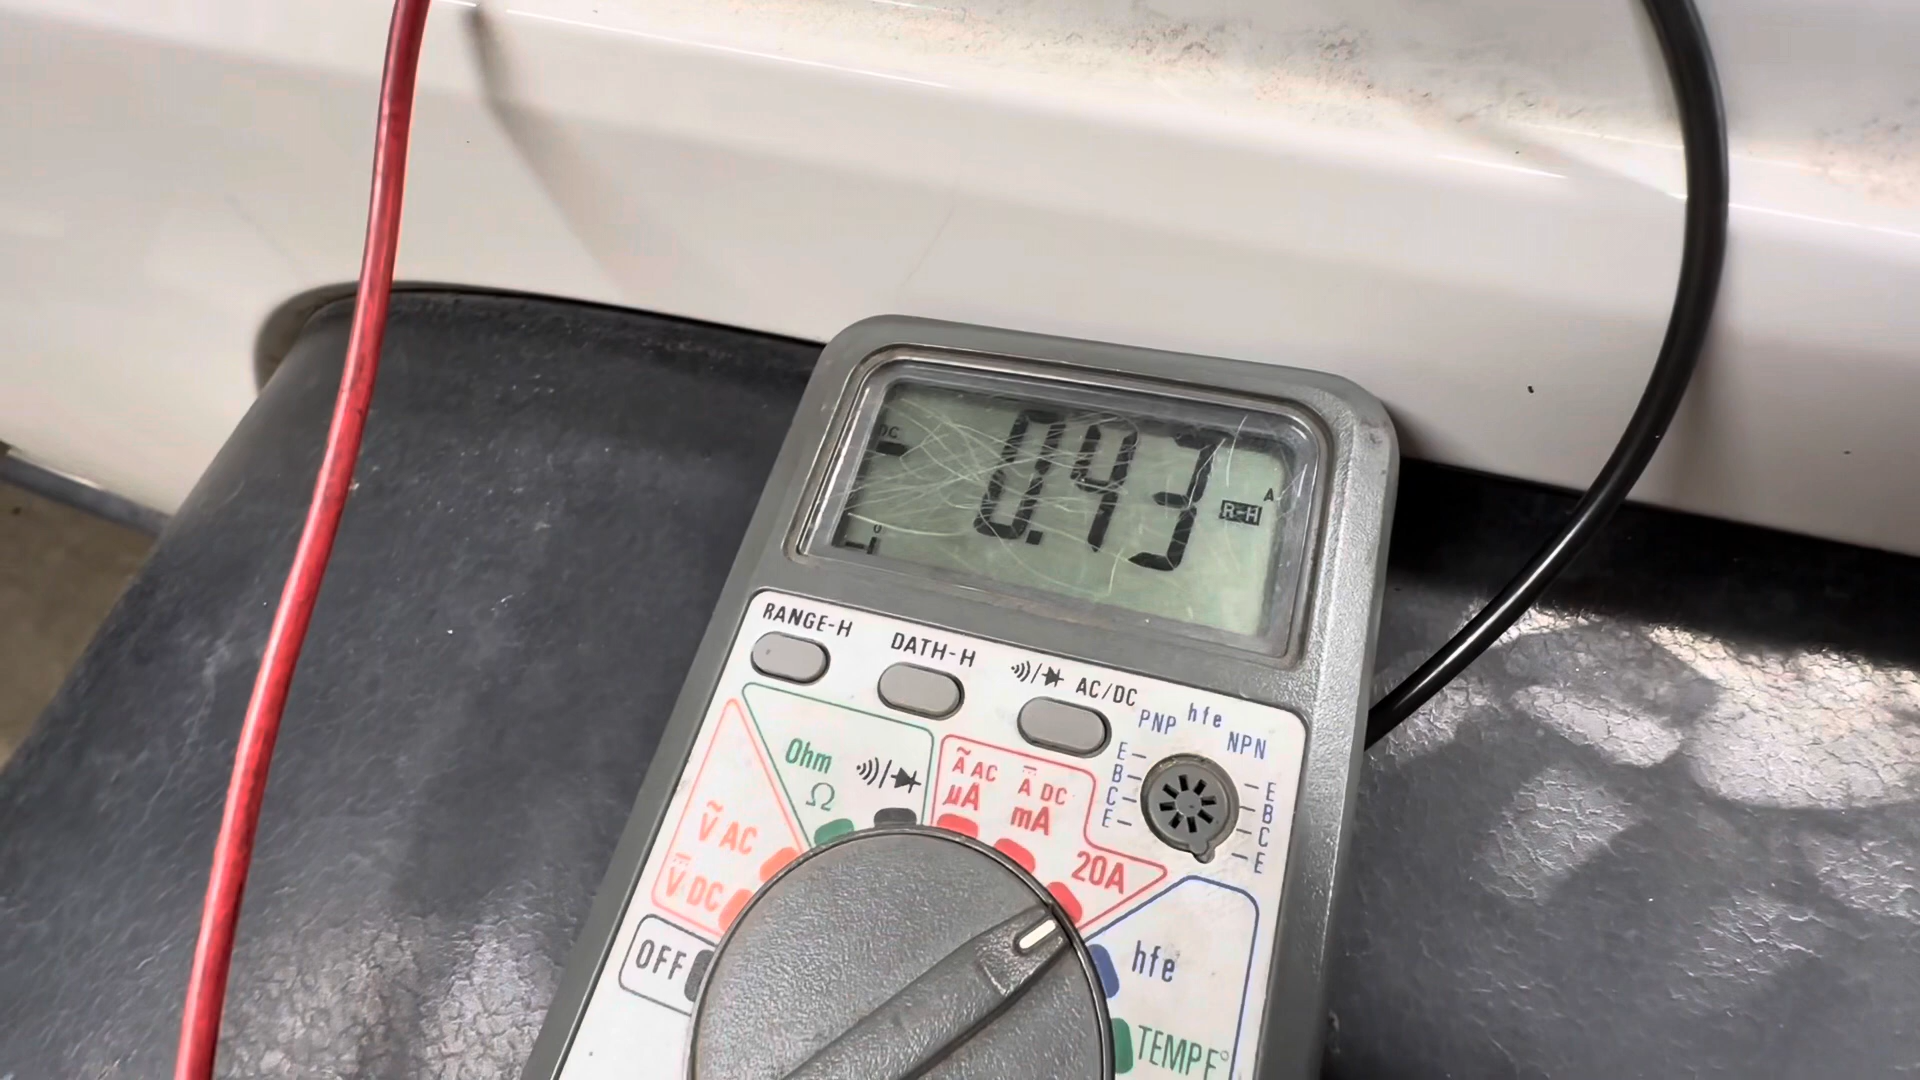 DC
-0.43
A
R-H
0
RANGE-H
DATH-H
AC/DC
PNP hfe NPN
E
B
C
E
E
B
C
E
Ohm
Ω
A AC
µA
A DC
mA
20A
V AC
V DC
OFF
hfe
TEMP F°